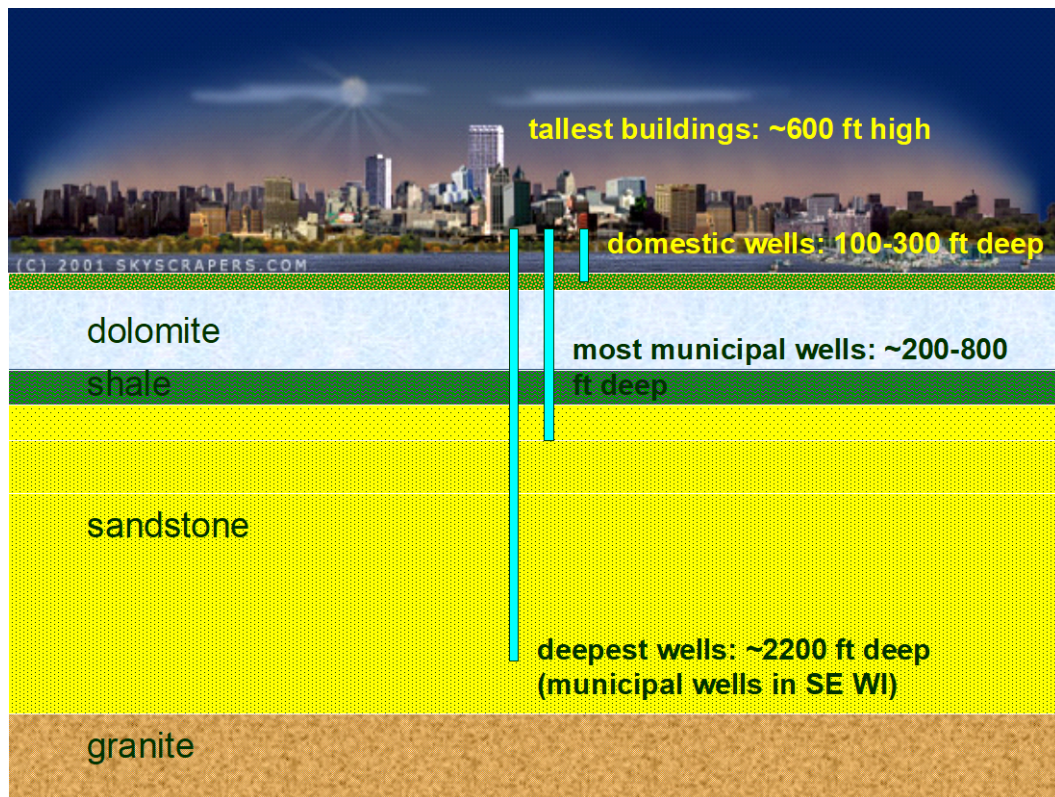 tallest buildings: ~600 ft high
domestic wells: 100-300 ft deep
(C) 2001 SKYSCRAPERS.COM
dolomite
most municipal wells: ~200-800
ft deep
shale
sandstone
deepest wells: ~2200 ft deep
(municipal wells in SE WI)
granite